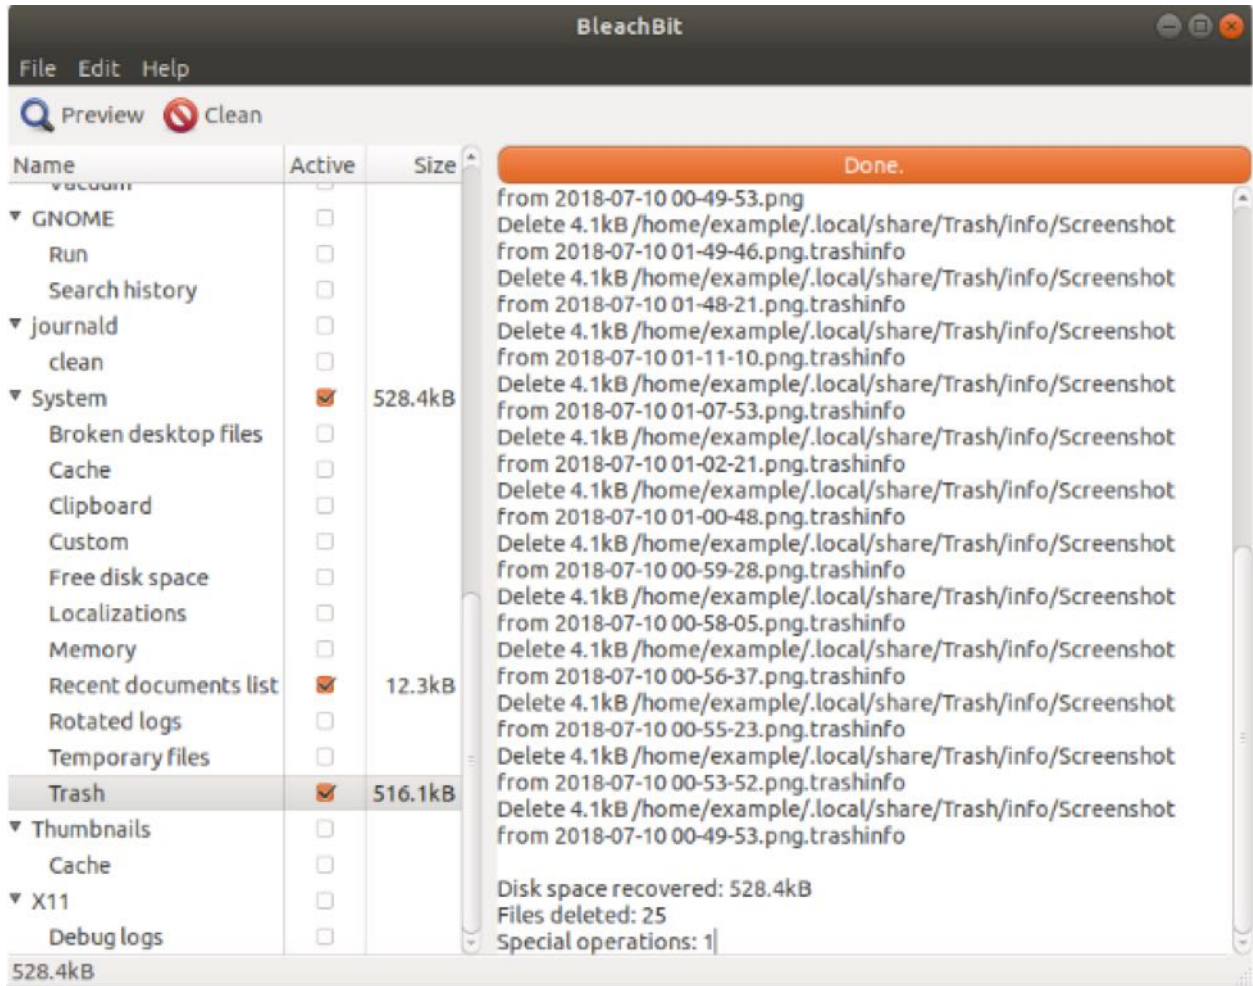 BleachBit
File Edit Help
Preview Clean
Name Active Size
Vacuum
GNOME
Run
Search history
journald
clean
System 528.4kB
Broken desktop files
Cache
Clipboard
Custom
Free disk space
Localizations
Memory
Recent documents list 12.3kB
Rotated logs
Temporary files
Trash 516.1kB
Thumbnails
Cache
X11
Debug logs
528.4kB
Done.
from 2018-07-10 00-49-53.png
Delete 4.1kB /home/example/.local/share/Trash/info/Screenshot
from 2018-07-10 01-49-46.png.trashinfo
Delete 4.1kB /home/example/.local/share/Trash/info/Screenshot
from 2018-07-10 01-48-21.png.trashinfo
Delete 4.1kB /home/example/.local/share/Trash/info/Screenshot
from 2018-07-10 01-11-10.png.trashinfo
Delete 4.1kB /home/example/.local/share/Trash/info/Screenshot
from 2018-07-10 01-07-53.png.trashinfo
Delete 4.1kB /home/example/.local/share/Trash/info/Screenshot
from 2018-07-10 01-02-21.png.trashinfo
Delete 4.1kB /home/example/.local/share/Trash/info/Screenshot
from 2018-07-10 01-00-48.png.trashinfo
Delete 4.1kB /home/example/.local/share/Trash/info/Screenshot
from 2018-07-10 00-59-28.png.trashinfo
Delete 4.1kB /home/example/.local/share/Trash/info/Screenshot
from 2018-07-10 00-58-05.png.trashinfo
Delete 4.1kB /home/example/.local/share/Trash/info/Screenshot
from 2018-07-10 00-56-37.png.trashinfo
Delete 4.1kB /home/example/.local/share/Trash/info/Screenshot
from 2018-07-10 00-55-23.png.trashinfo
Delete 4.1kB /home/example/.local/share/Trash/info/Screenshot
from 2018-07-10 00-53-52.png.trashinfo
Delete 4.1kB /home/example/.local/share/Trash/info/Screenshot
from 2018-07-10 00-49-53.png.trashinfo
Disk space recovered: 528.4kB
Files deleted: 25
Special operations: 1